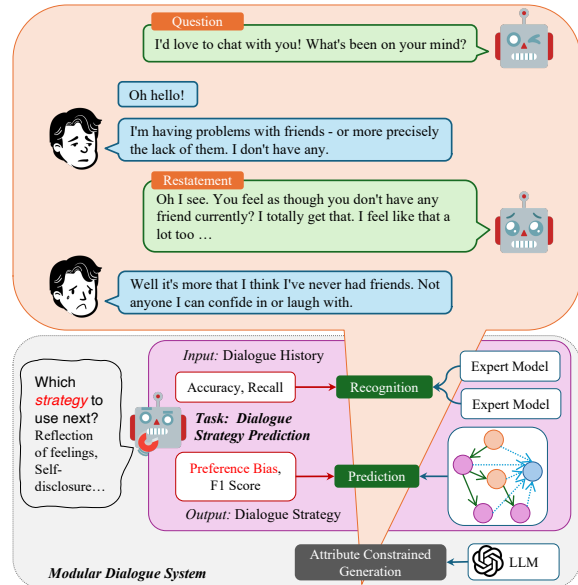 Question
I'd love to chat with you! What's been on your mind?
Oh hello!
I'm having problems with friends - or more precisely
the lack of them. I don't have any.
Restatement
Oh I see. You feel as though you don't have any
friend currently? I totally get that. I feel like that a
lot too …
Well it's more that I think I've never had friends. Not
anyone I can confide in or laugh with.
Which
strategy to
use next?
Reflection
of feelings,
Self-
disclosure…
Input: Dialogue History
Accuracy, Recall
Recognition
Expert Model
Expert Model
Task: Dialogue
Strategy Prediction
Preference Bias,
F1 Score
Prediction
Output: Dialogue Strategy
Attribute Constrained
Generation
LLM
Modular Dialogue System